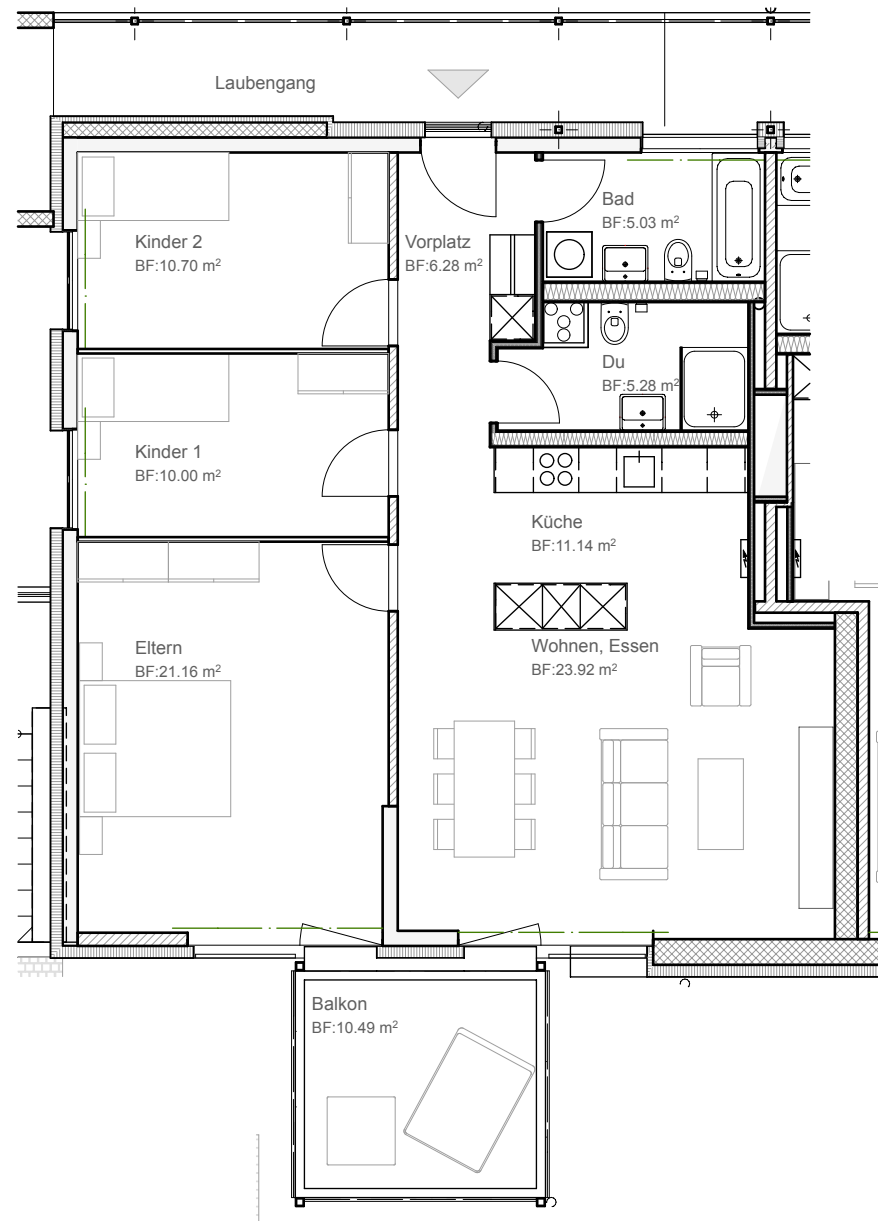 Laubengang
Kinder 2
BF:10.70 m²
Vorplatz
BF:6.28 m²
Bad
BF:5.03 m²
Du
BF:5.28 m²
Kinder 1
BF:10.00 m²
Küche
BF:11.14 m²
Eltern
BF:21.16 m²
Wohnen, Essen
BF:23.92 m²
Balkon
BF:10.49 m²